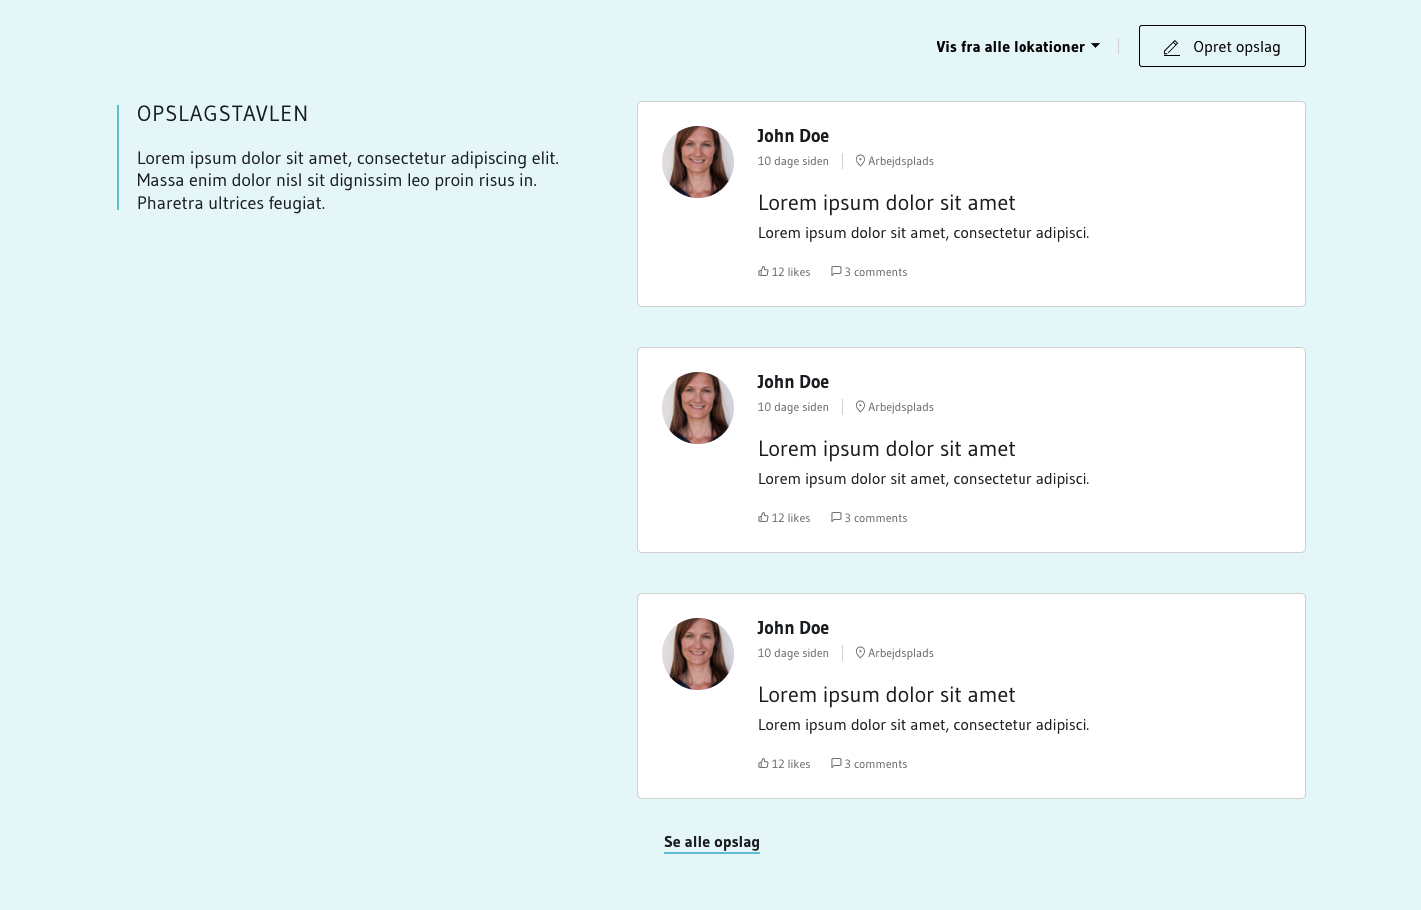 Vis fra alle lokationer
Opret opslag
OPSLAGSTAVLEN
Lorem ipsum dolor sit amet, consectetur adipiscing elit.
Massa enim dolor nisl sit dignissim leo proin risus in.
Pharetra ultrices feugiat.
John Doe
10 dage siden
Arbejdsplads
Lorem ipsum dolor sit amet
Lorem ipsum dolor sit amet, consectetur adipisci.
12 likes
3 comments
John Doe
10 dage siden
Arbejdsplads
Lorem ipsum dolor sit amet
Lorem ipsum dolor sit amet, consectetur adipisci.
12 likes
3 comments
John Doe
10 dage siden
Arbejdsplads
Lorem ipsum dolor sit amet
Lorem ipsum dolor sit amet, consectetur adipisci.
12 likes
3 comments
Se alle opslag